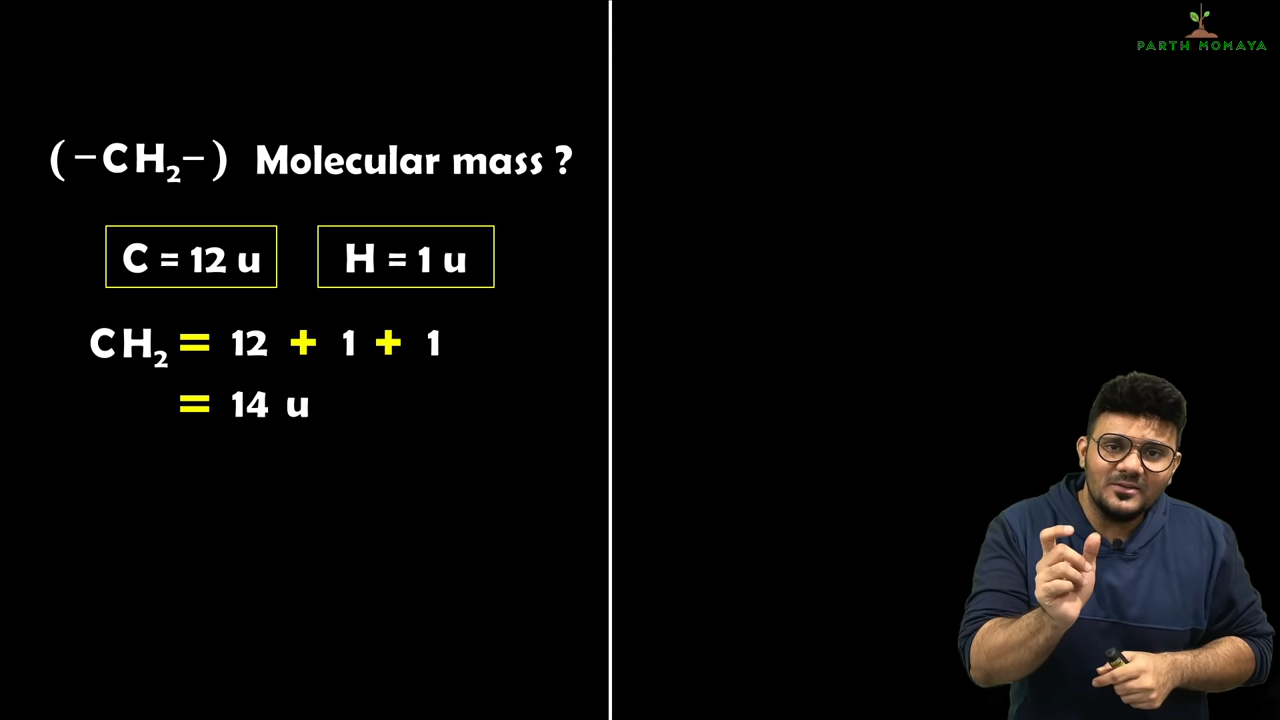 (-CH₂-) Molecular mass ?
C = 12 u
H = 1 u
CH₂ = 12 + 1 + 1
= 14 u
PARTH MOMAYA